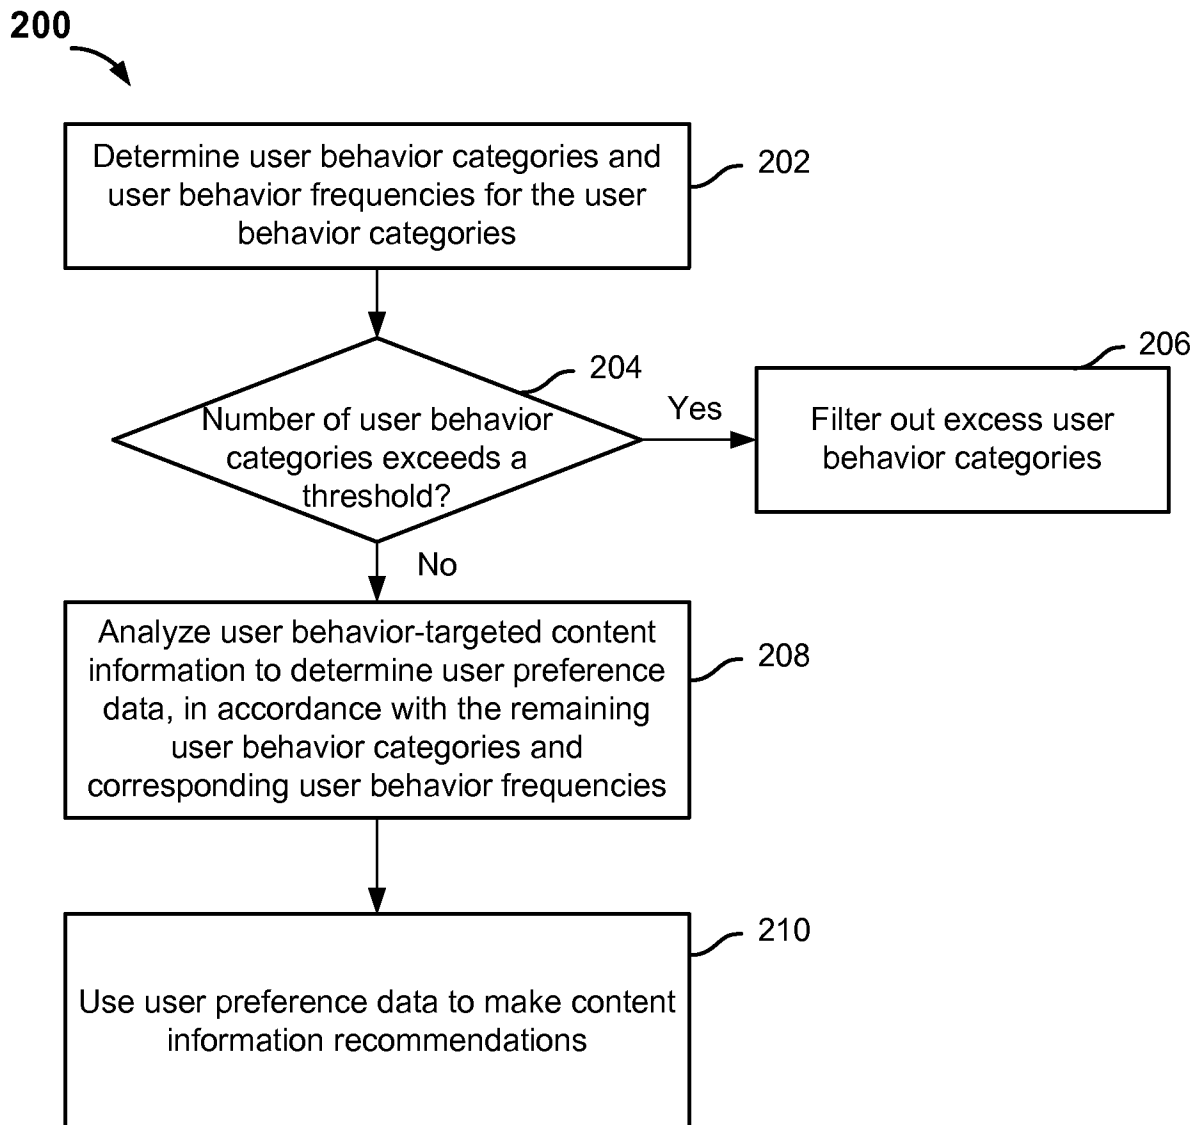 200
Determine user behavior categories and
user behavior frequencies for the user
behavior categories
202
204
Number of user behavior
categories exceeds a
threshold?
Yes
206
Filter out excess user
behavior categories
No
Analyze user behavior-targeted content
information to determine user preference
data, in accordance with the remaining
user behavior categories and
corresponding user behavior frequencies
208
210
Use user preference data to make content
information recommendations